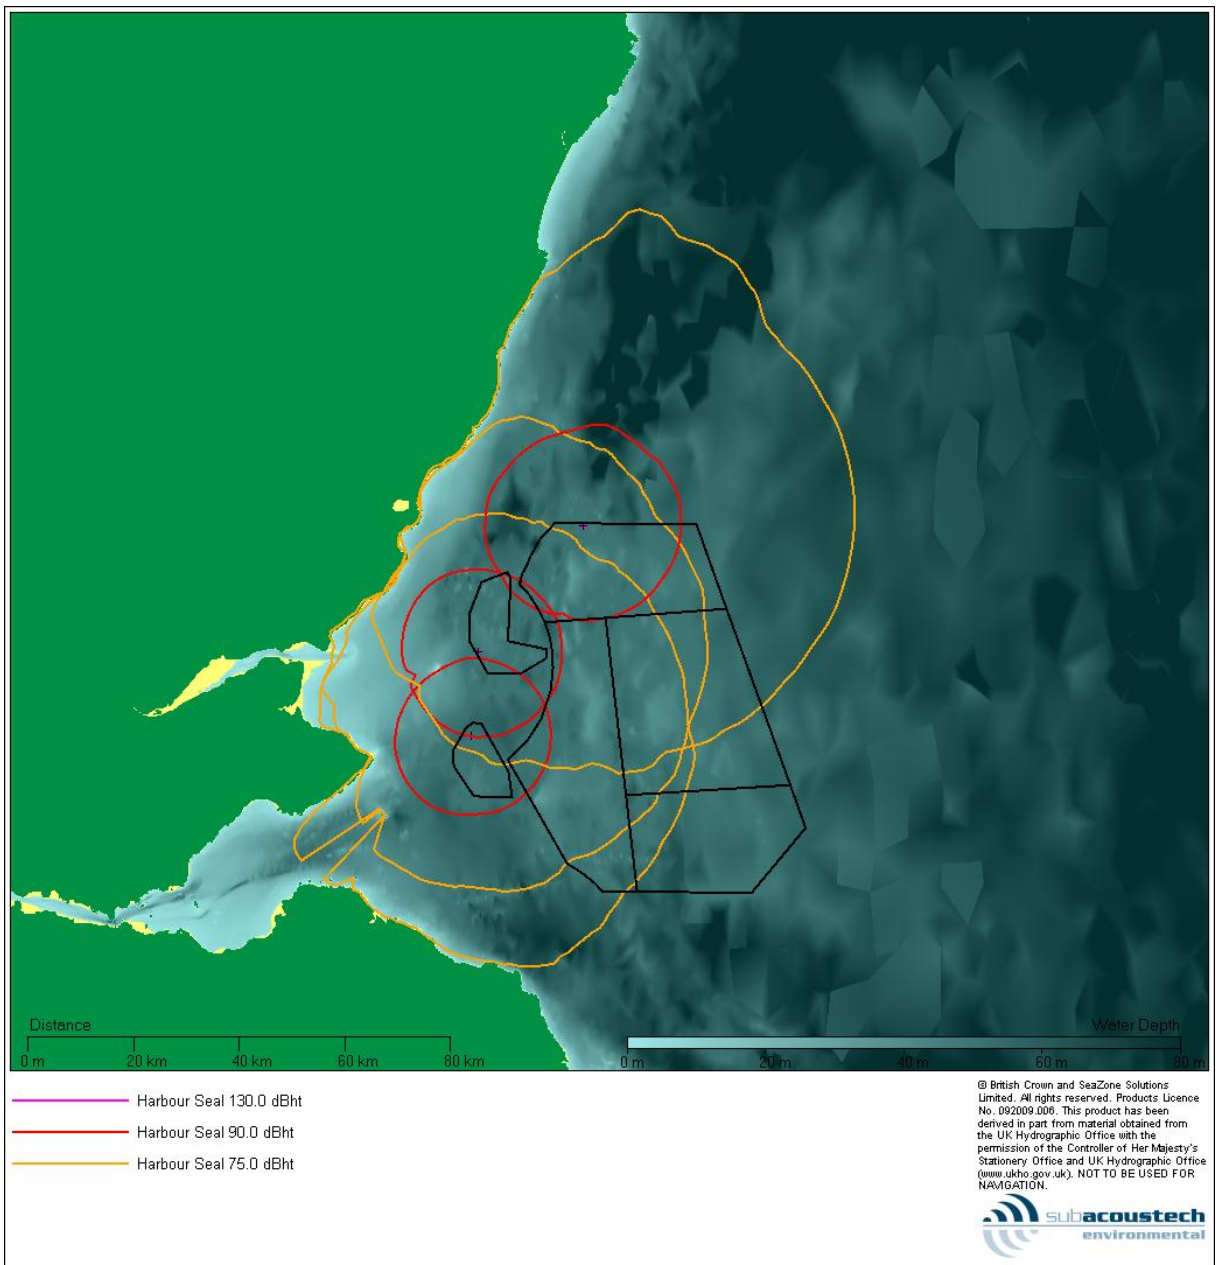 Distance
0 m 20 km 40 km 60 km 80 km
Water Depth
0 m 20 m 40 m 60 m 80 m
Harbour Seal 130.0 dBht
Harbour Seal 90.0 dBht
Harbour Seal 75.0 dBht
© British Crown and SeaZone Solutions
Limited. All rights reserved. Products Licence
No. 092009.006. This product has been
derived in part from material obtained from
the UK Hydrographic Office with the
permission of the Controller of Her Majesty's
Stationery Office and UK Hydrographic Office
(www.ukho.gov.uk). NOT TO BE USED FOR
NAVIGATION.
subacoustech
environmental